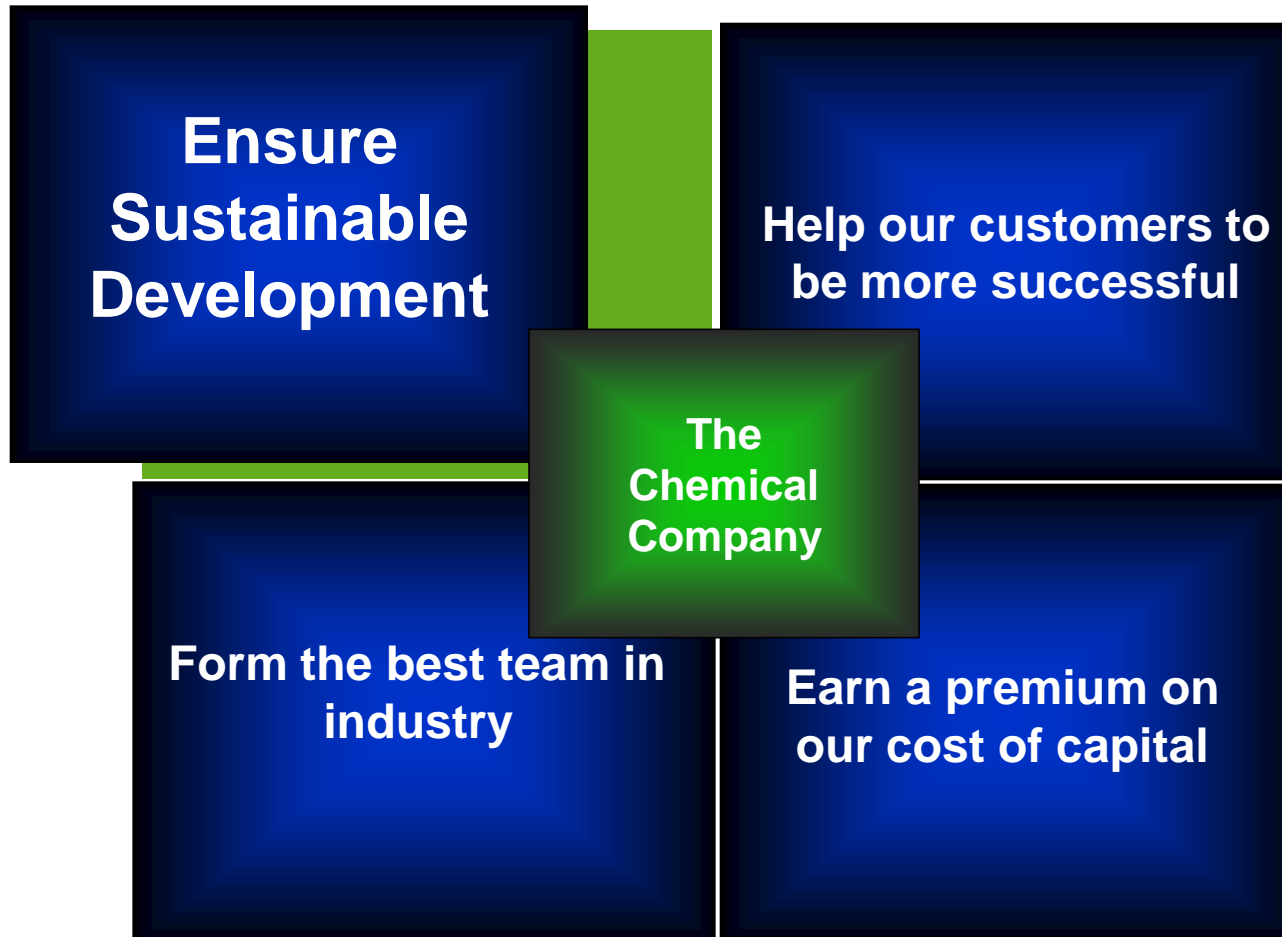 Ensure
Sustainable
Development
Help our customers to
be more successful
The
Chemical
Company
Form the best team in
industry
Earn a premium on
our cost of capital